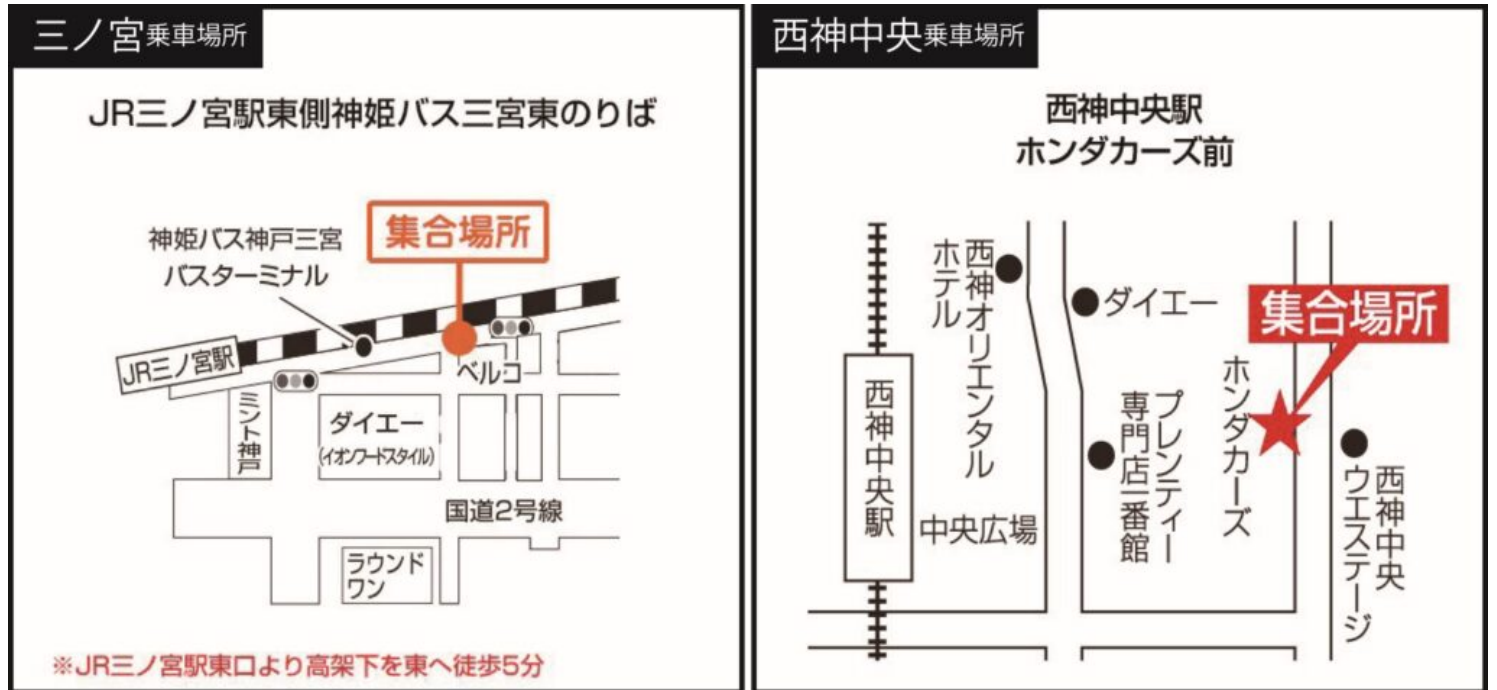 三ノ宮乗車場所
JR三ノ宮駅東側神姫バス三宮東のりば
集合場所
神姫バス神戸三宮
バスターミナル
JR三ノ宮駅
ベルコ
ミント神戸
ダイエー
(イオンフードスタイル)
国道2号線
ラウンド
ワン
※JR三ノ宮駅東口より高架下を東へ徒歩5分
西神中央乗車場所
西神中央駅
ホンダカーズ前
西神オリエンタル
ホテル
ダイエー
集合場所
西神中央駅
中央広場
プレンティー
専門店一番館
ホンダカーズ
西神中央
ウエステージ